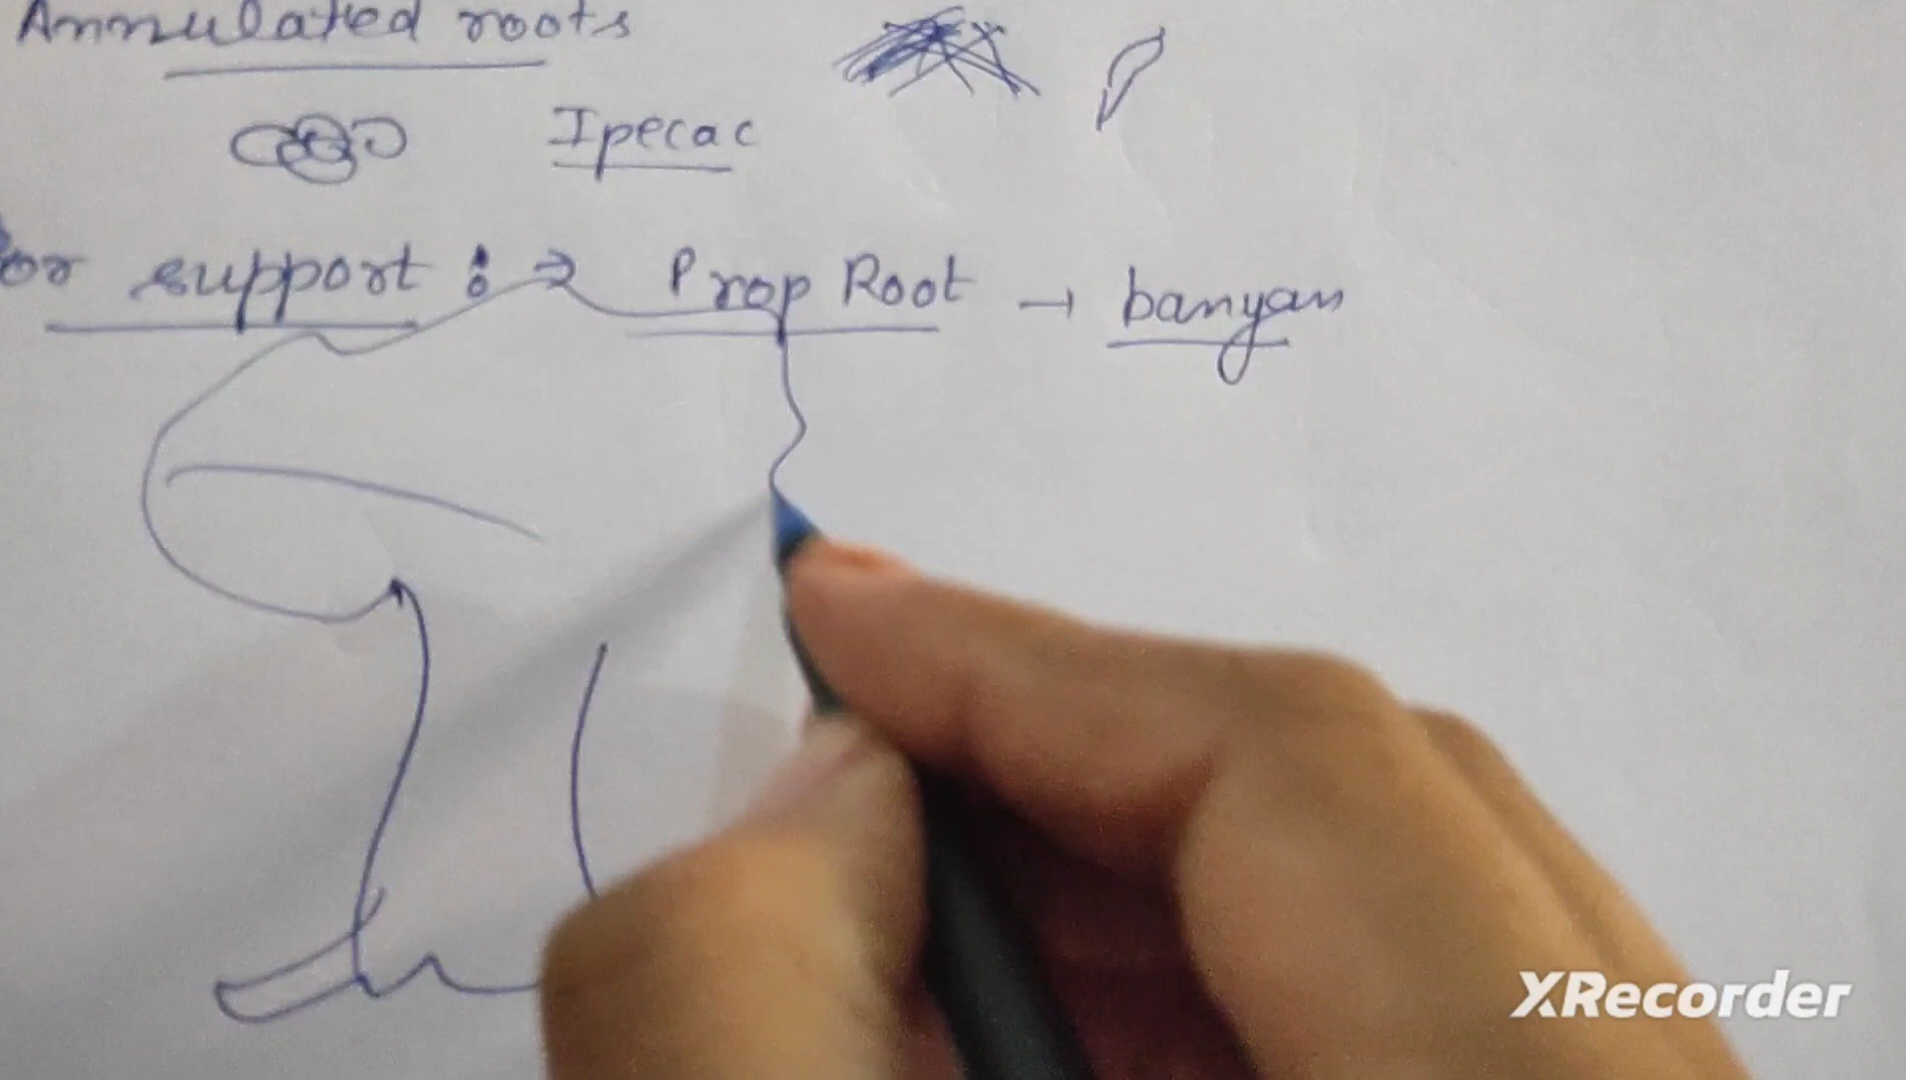 Annulated roots
Ipecac
or support : → Prop Root → banyan
XRecorder